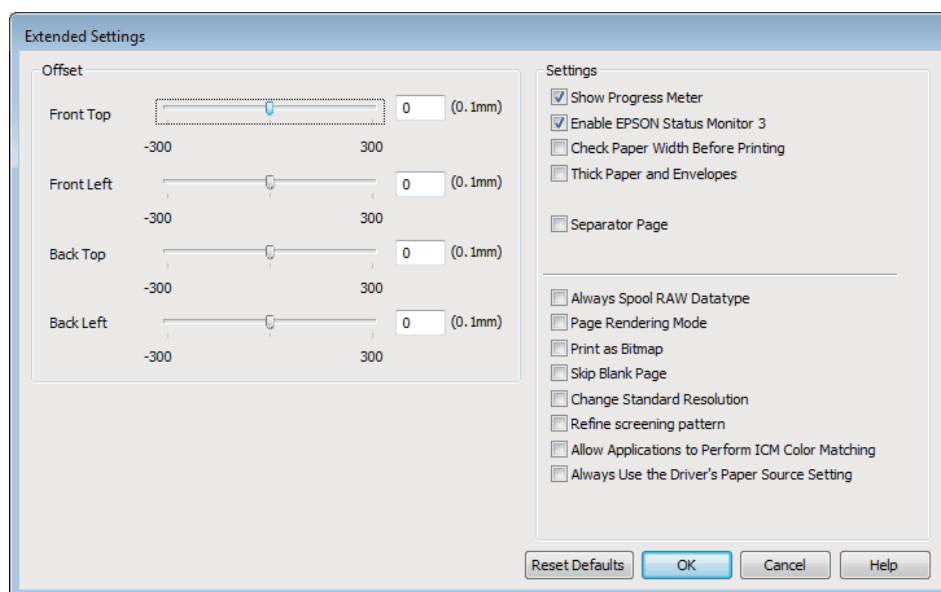 Extended Settings
Offset
Front Top
0
(0.1mm)
-300
300
Front Left
0
(0.1mm)
-300
300
Back Top
0
(0.1mm)
-300
300
Back Left
0
(0.1mm)
-300
300
Settings
Show Progress Meter
Enable EPSON Status Monitor 3
Check Paper Width Before Printing
Thick Paper and Envelopes
Separator Page
Always Spool RAW Datatype
Page Rendering Mode
Print as Bitmap
Skip Blank Page
Change Standard Resolution
Refine screening pattern
Allow Applications to Perform ICM Color Matching
Always Use the Driver's Paper Source Setting
Reset Defaults
OK
Cancel
Help